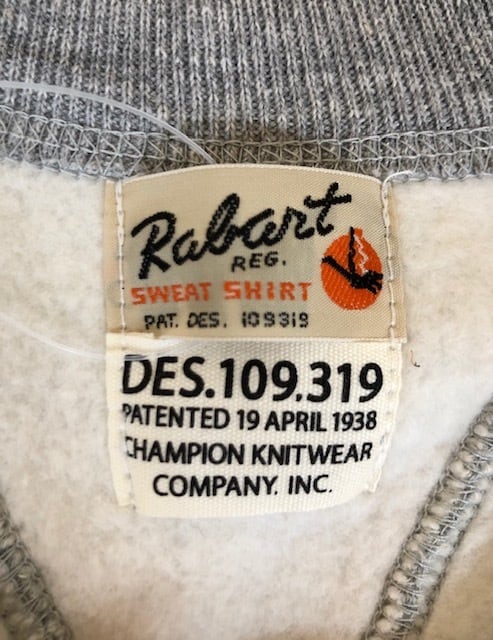 Rabart
REG.
SWEAT SHIRT
PAT. DES. 109319
DES.109.319
PATENTED 19 APRIL 1938
CHAMPION KNITWEAR
COMPANY. INC.